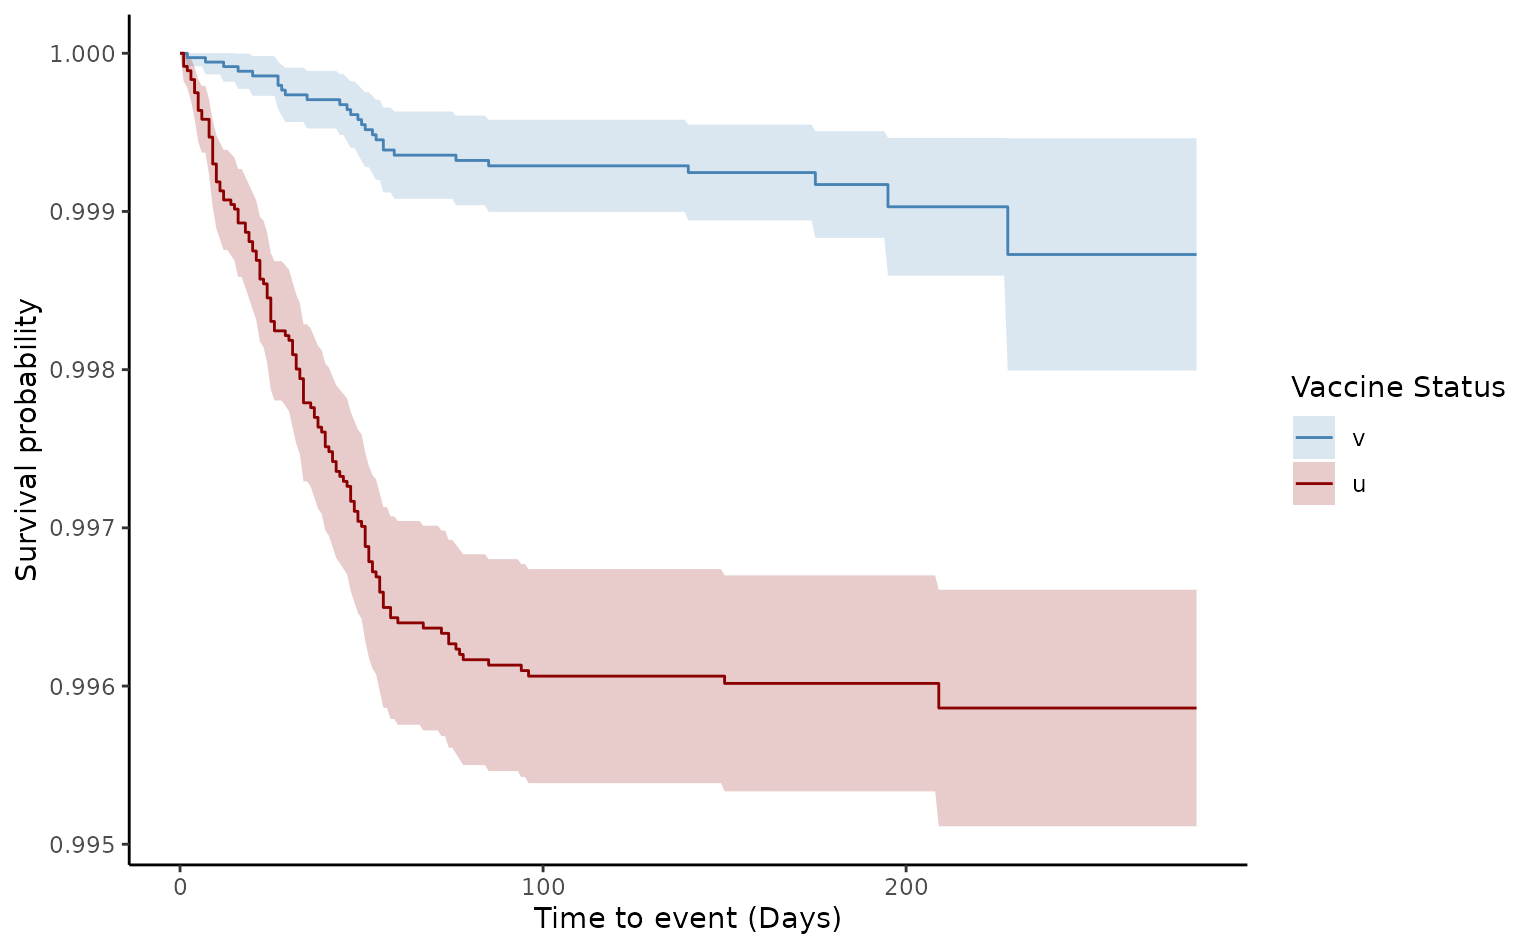 1.000
0.999
0.998
0.997
0.996
0.995
Survival probability
0 100 200
Time to event (Days)
Vaccine Status
v
u